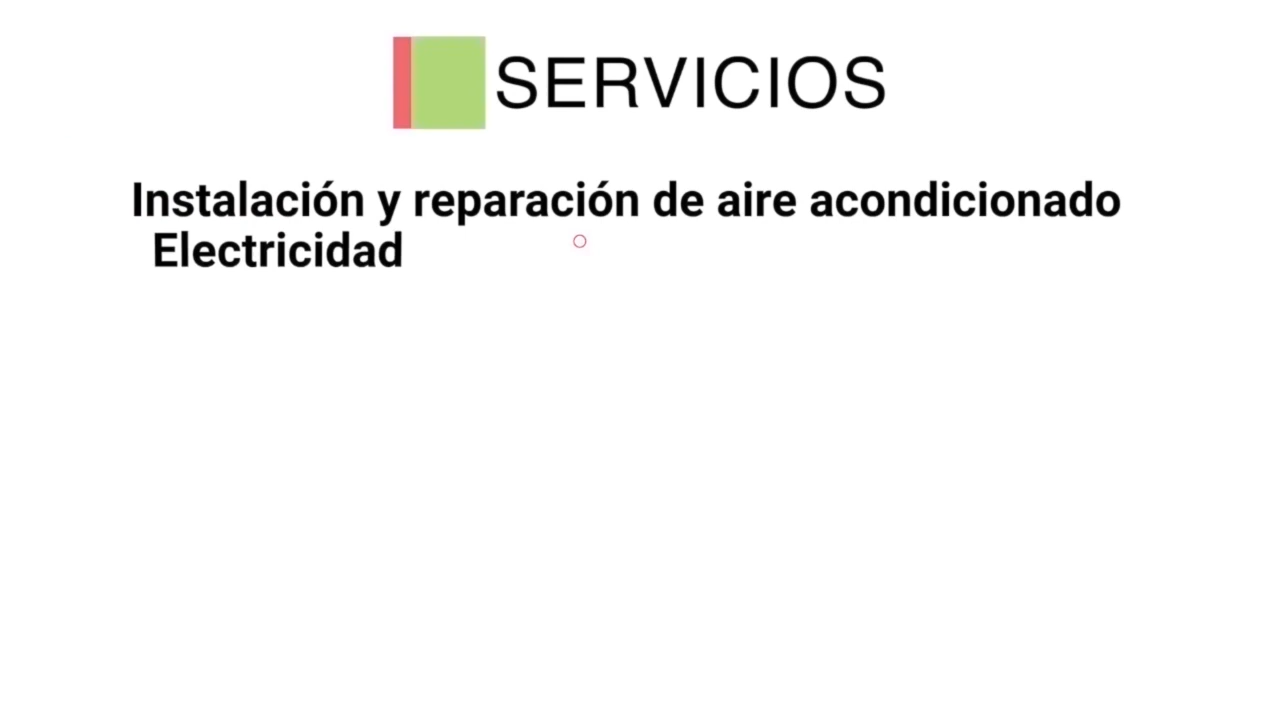 SERVICIOS
Instalación y reparación de aire acondicionado
Electricidad